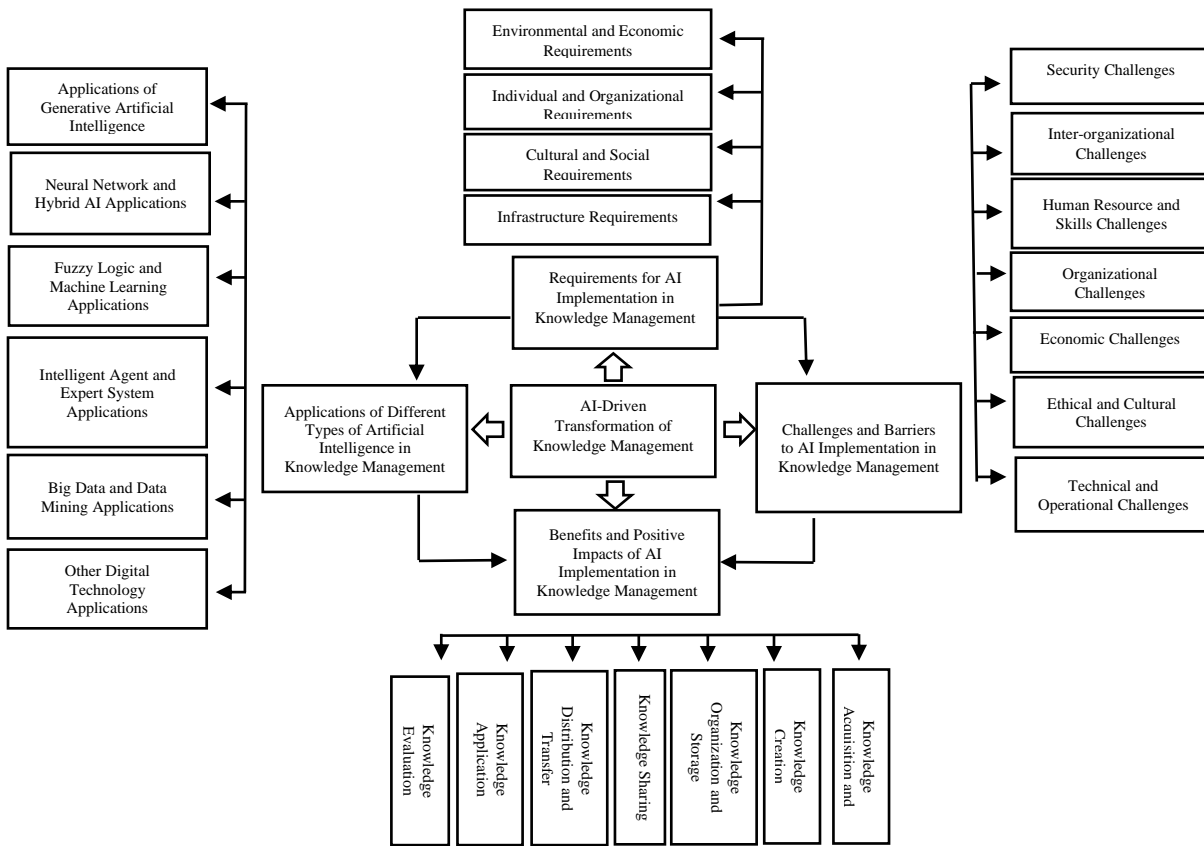 Environmental and Economic
Requirements
Individual and Organizational
Requirements
Cultural and Social
Requirements
Infrastructure Requirements
Requirements for AI
Implementation in
Knowledge Management
Applications of
Generative Artificial
Intelligence
Neural Network and
Hybrid AI Applications
Fuzzy Logic and
Machine Learning
Applications
Intelligent Agent and
Expert System
Applications
Big Data and Data
Mining Applications
Other Digital
Technology
Applications
Applications of Different
Types of Artificial
Intelligence in
Knowledge Management
AI-Driven
Transformation of
Knowledge Management
Challenges and Barriers
to AI Implementation in
Knowledge Management
Security Challenges
Inter-organizational
Challenges
Human Resource and
Skills Challenges
Organizational
Challenges
Economic Challenges
Ethical and Cultural
Challenges
Technical and
Operational Challenges
Benefits and Positive
Impacts of AI
Implementation in
Knowledge Management
Knowledge
Evaluation
Knowledge
Application
Knowledge
Distribution and
Transfer
Knowledge Sharing
Knowledge
Organization and
Storage
Knowledge
Creation
Knowledge
Acquisition and